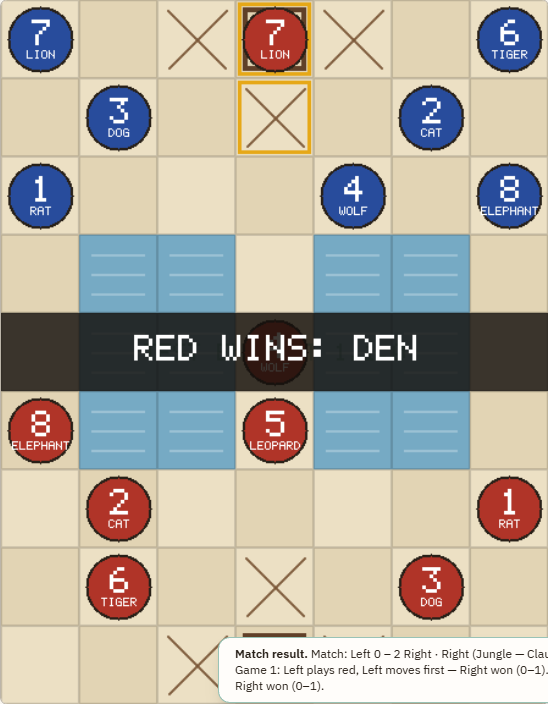 7
LION
7
LION
6
TIGER
3
DOG
2
CAT
1
RAT
4
WOLF
8
ELEPHANT
RED WINS: DEN
WOLF
8
ELEPHANT
5
LEOPARD
2
CAT
1
RAT
6
TIGER
3
DOG
Match result. Match: Left 0 – 2 Right · Right (Jungle — Clau
Game 1: Left plays red, Left moves first — Right won (0–1).
Right won (0–1).